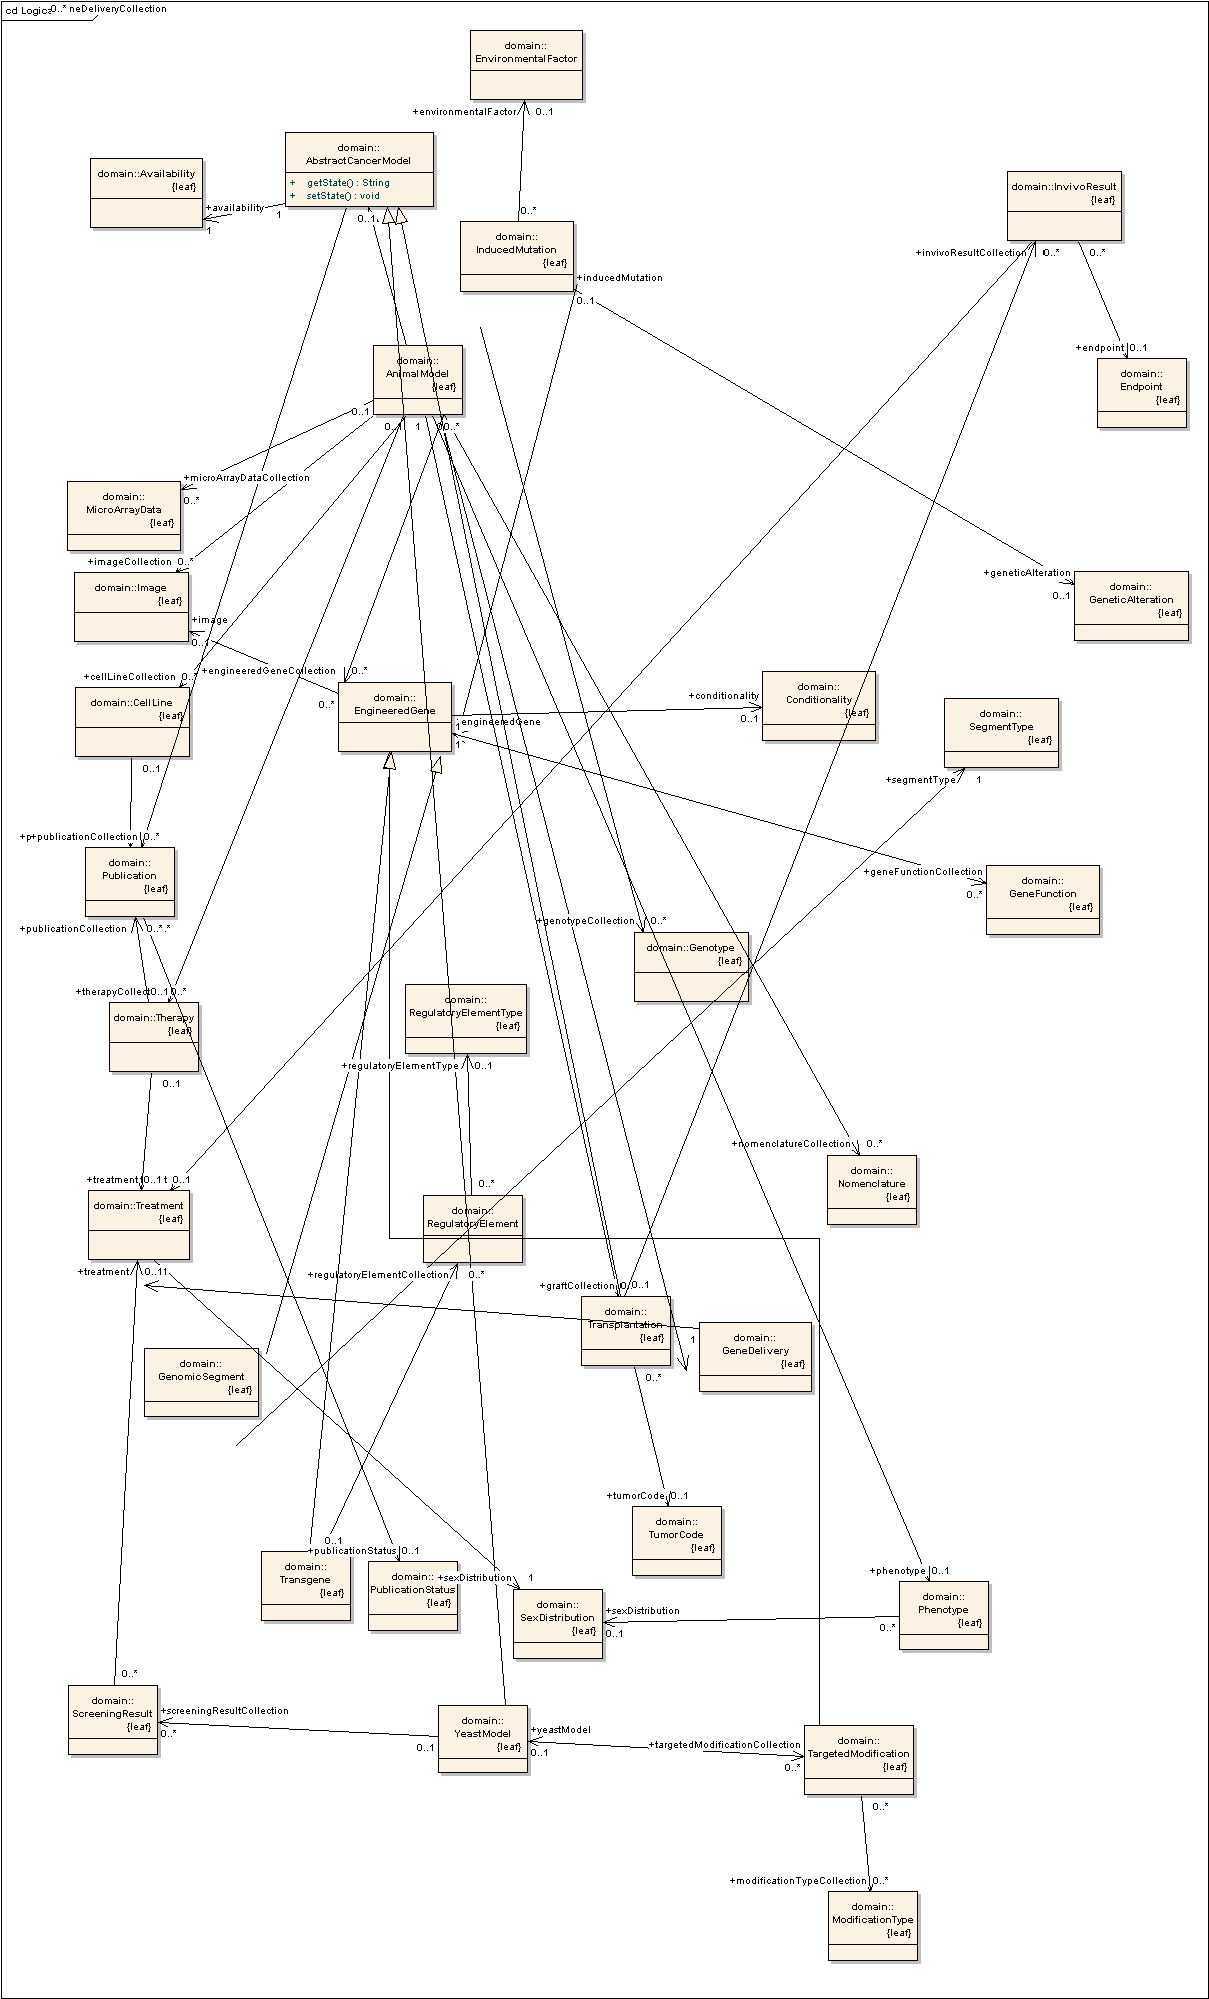 cd Logic
0..* neDeliveryCollection
domain::
EnvironmentalFactor
+environmentalFactor
0..1
domain::
AbstractCancerModel
+ getState() : String
+ setState() : void
domain::Availability
{leaf}
+availability
1
1
0..1
0..*
domain::
InducedMutation
{leaf}
+inducedMutation
0..1
domain::InvivoResult
{leaf}
+invivoResultCollection
0..*
0..*
+endpoint
0..1
domain::
Endpoint
{leaf}
domain::
AnimalModel
{leaf}
0..1
0..1
1
0..*
+microArrayDataCollection
0..*
domain::
MicroArrayData
{leaf}
+imageCollection
0..*
domain::Image
{leaf}
+image
0..1
+geneticAlteration
0..1
domain::
GeneticAlteration
{leaf}
+cellLineCollection
0..*
+engineeredGeneCollection
0..*
domain::CellLine
{leaf}
0..1
0..*
domain::
EngineeredGene
1
+engineeredGene
1
+conditionality
0..1
domain::
Conditionality
{leaf}
domain::
SegmentType
{leaf}
+segmentType
1
+p+publicationCollection
0..*
domain::
Publication
{leaf}
+publicationCollection
0..*.*
+geneFunctionCollection
0..*
domain::
GeneFunction
{leaf}
+genotypeCollection
0..*
domain::Genotype
{leaf}
+therapyCollect0..1
0..*
domain::Therapy
{leaf}
0..1
domain::
RegulatoryElementType
{leaf}
+regulatoryElementType
0..1
+nomenclatureCollection
0..*
domain::
Nomenclature
{leaf}
+treatment
0..1
t
0..1
domain::Treatment
{leaf}
+treatment
0..11
0..*
domain::
RegulatoryElement
+regulatoryElementCollection
0..*
+graftCollection
0..1
domain::
Transplantation
{leaf}
0..*
1
domain::
GeneDelivery
{leaf}
domain::
GenomicSegment
{leaf}
+tumorCode
0..1
domain::
TumorCode
{leaf}
0..1
domain::
Transgene
{leaf}
+publicationStatus
0..1
domain::
PublicationStatus
{leaf}
+sexDistribution
1
domain::
SexDistribution
{leaf}
+sexDistribution
0..1
+phenotype
0..1
domain::
Phenotype
{leaf}
0..*
0..*
domain::
ScreeningResult
{leaf}
+screeningResultCollection
0..*
0..1
domain::
YeastModel
{leaf}
+yeastModel
0..1
+targetedModificationCollection
0..*
domain::
TargetedModification
{leaf}
0..*
+modificationTypeCollection
0..*
domain::
ModificationType
{leaf}